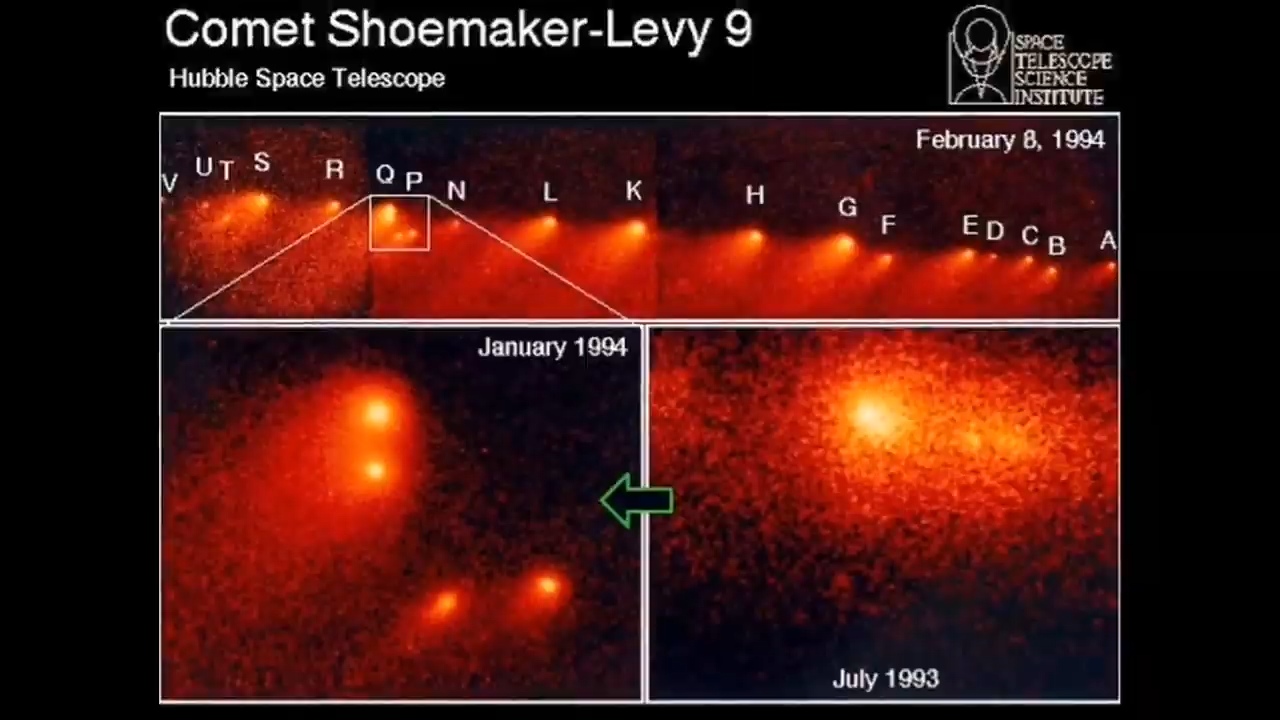 Comet Shoemaker-Levy 9
Hubble Space Telescope
SPACE
TELESCOPE
SCIENCE
INSTITUTE
February 8, 1994
V U T S R Q P N L K H G F E D C B A
January 1994
July 1993